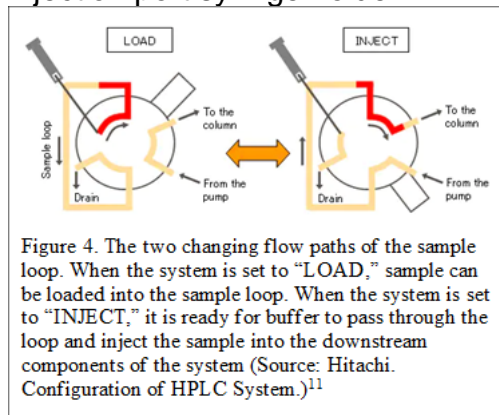 LOAD
INJECT
To the
column
Sample loop
Drain
From the
pump
To the
column
Drain
From the
pump
Figure 4. The two changing flow paths of the sample
loop. When the system is set to “LOAD,” sample can
be loaded into the sample loop. When the system is set
to “INJECT,” it is ready for buffer to pass through the
loop and inject the sample into the downstream
components of the system (Source: Hitachi.
Configuration of HPLC System.)11